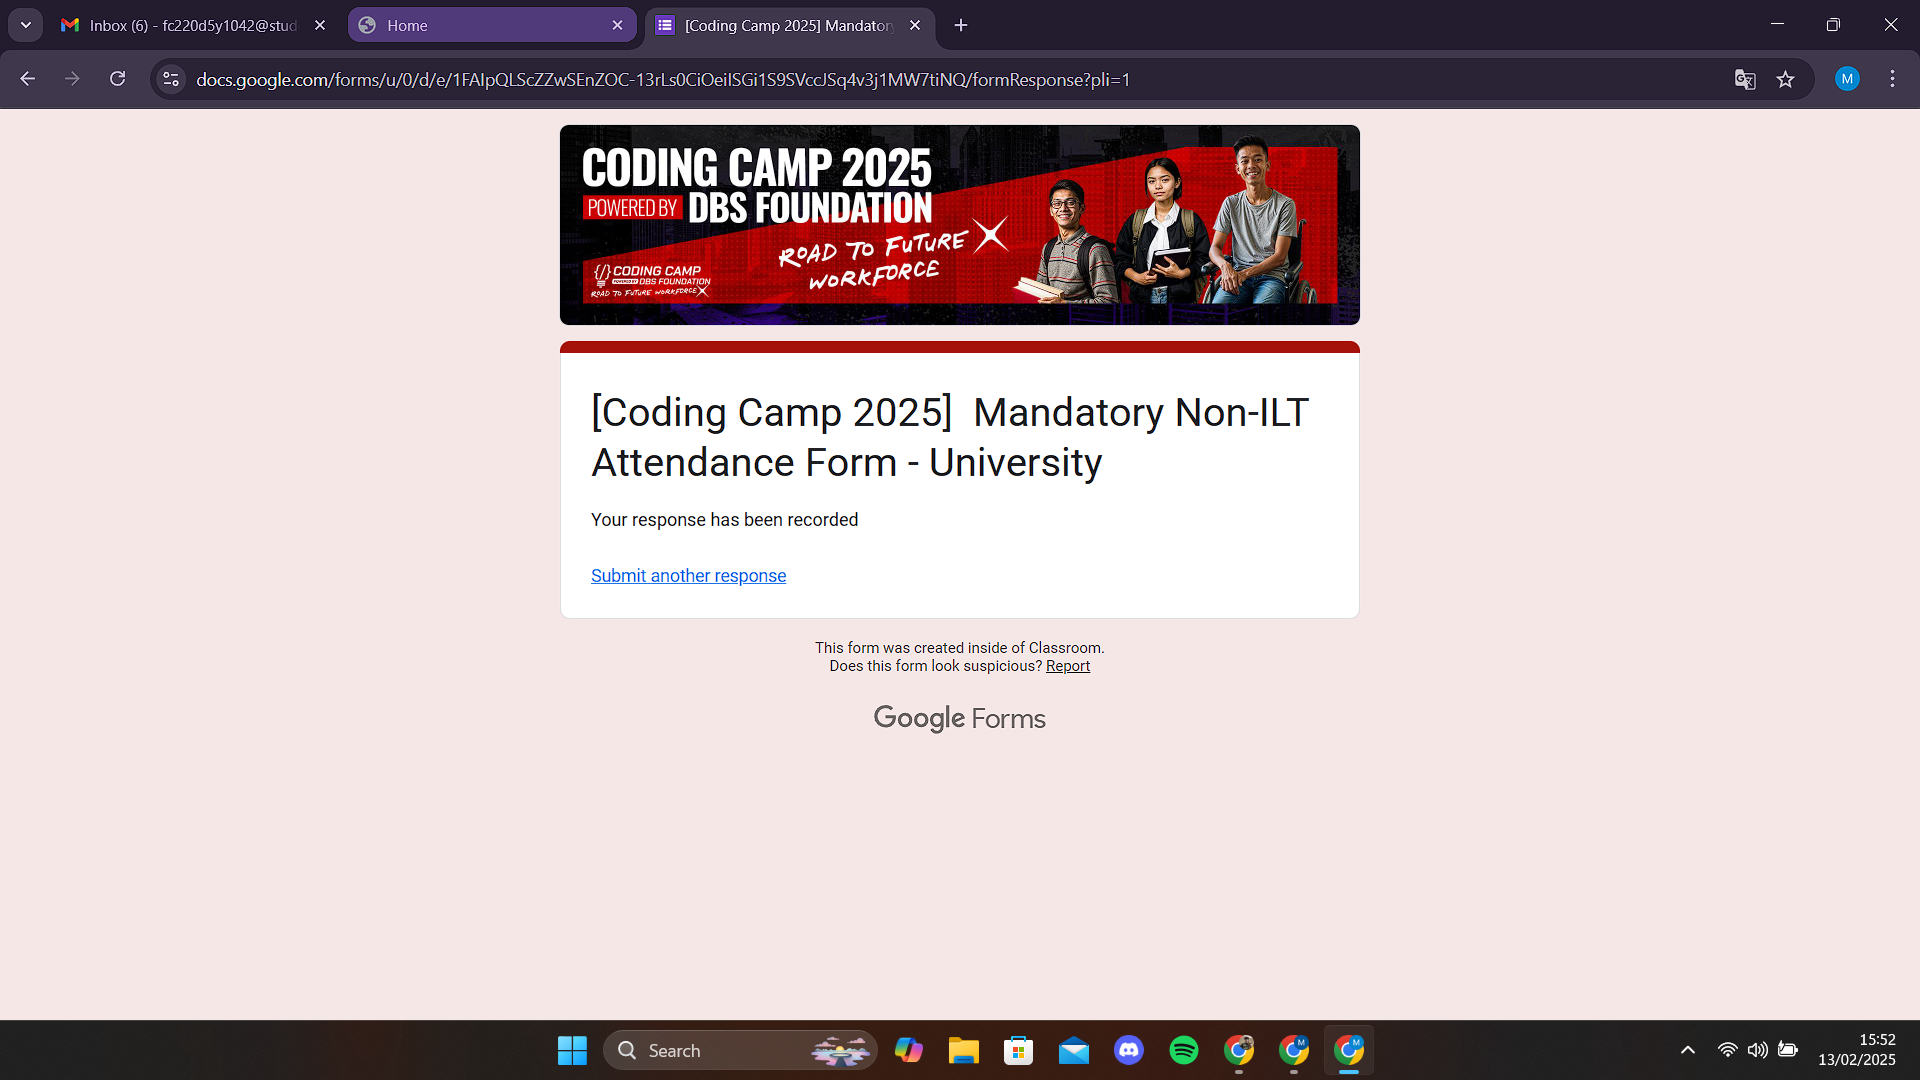 Inbox (6) - fc220d5y1042@stud
Home
[Coding Camp 2025] Mandatory
docs.google.com/forms/u/0/d/e/1FAIpQLScZZwSEnZOC-13rLs0CiOeilSGi1S9SVccJSq4v3j1MW7tiNQ/formResponse?pli=1
M
CODING CAMP 2025
POWERED BY DBS FOUNDATION
ROAD TO FUTURE
WORKFORCE
CODING CAMP
POWERED BY DBS FOUNDATION
ROAD TO FUTURE WORKFORCE
[Coding Camp 2025] Mandatory Non-ILT
Attendance Form - University
Your response has been recorded
Submit another response
This form was created inside of Classroom.
Does this form look suspicious? Report
Google Forms
Search
M
M
15:52
13/02/2025